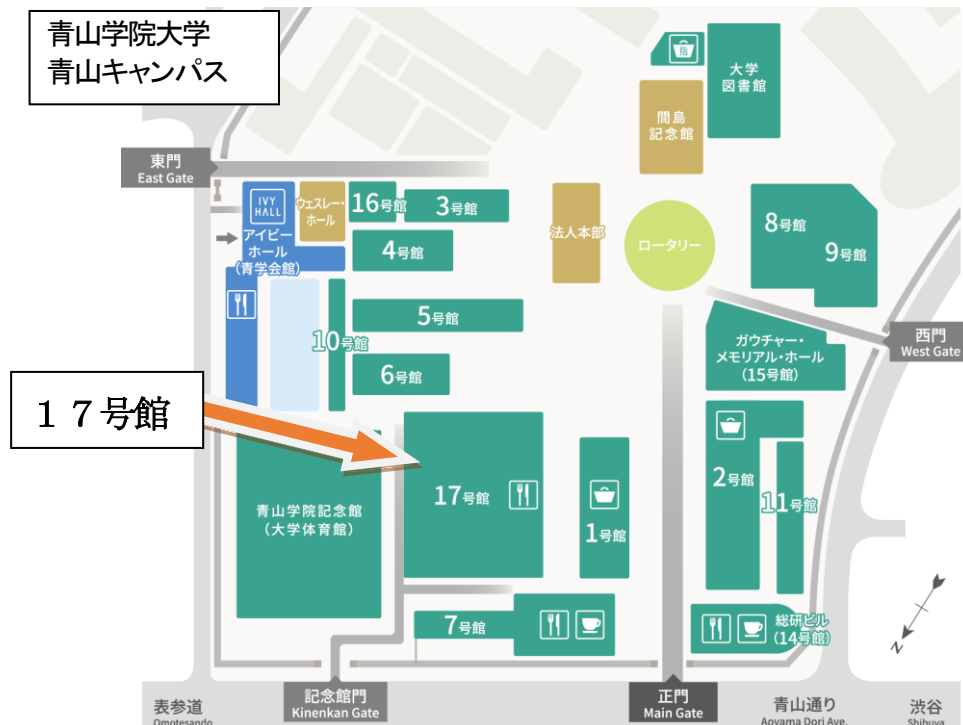 青山学院大学
青山キャンパス
大学
図書館
間島
記念館
東門
East Gate
IVY
HALL
アイビー
ホール
(青学会館)
ウェスレー・
ホール
16号館
3号館
4号館
法人本部
ロータリー
8号館
9号館
5号館
10号館
6号館
西門
West Gate
ガウチャー・
メモリアル・ホール
(15号館)
17号館
青山学院記念館
(大学体育館)
17号館
1号館
2号館
11号館
7号館
総研ビル
(14号館)
N
表参道
Omotesando
記念館門
Kinenkan Gate
正門
Main Gate
青山通り
Aoyama Dori Ave.
渋谷
Shibuya